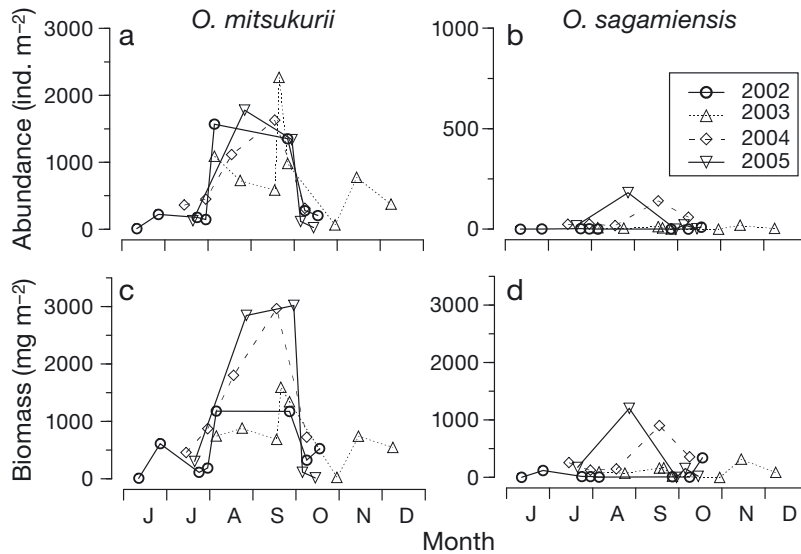 O. mitsukurii
O. sagamiensis
a
b
Abundance (ind. m⁻²)
3000
2000
1000
0
1000
500
0
2002
2003
2004
2005
c
d
Biomass (mg m⁻²)
3000
2000
1000
0
3000
2000
1000
0
J J A S O N D
J J A S O N D
Month